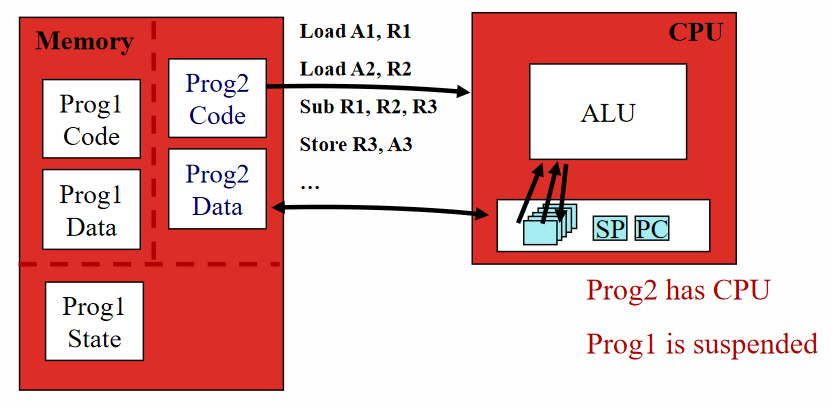 Memory
Prog1
Code
Prog1
Data
Prog2
Code
Prog2
Data
Prog1
State
Load A1, R1
Load A2, R2
Sub R1, R2, R3
Store R3, A3
…
CPU
ALU
SP PC
Prog2 has CPU
Prog1 is suspended